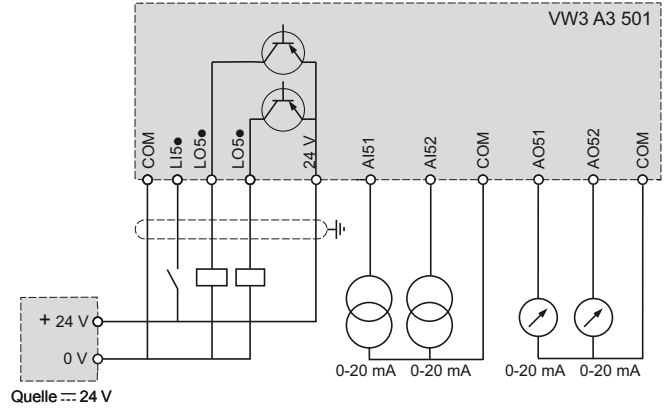 VW3 A3 501
COM
LI5●
LO5●
LO5●
24 V
AI51
AI52
COM
AO51
AO52
COM
+ 24 V
0 V
0-20 mA
0-20 mA
0-20 mA
0-20 mA
Quelle ⎓ 24 V